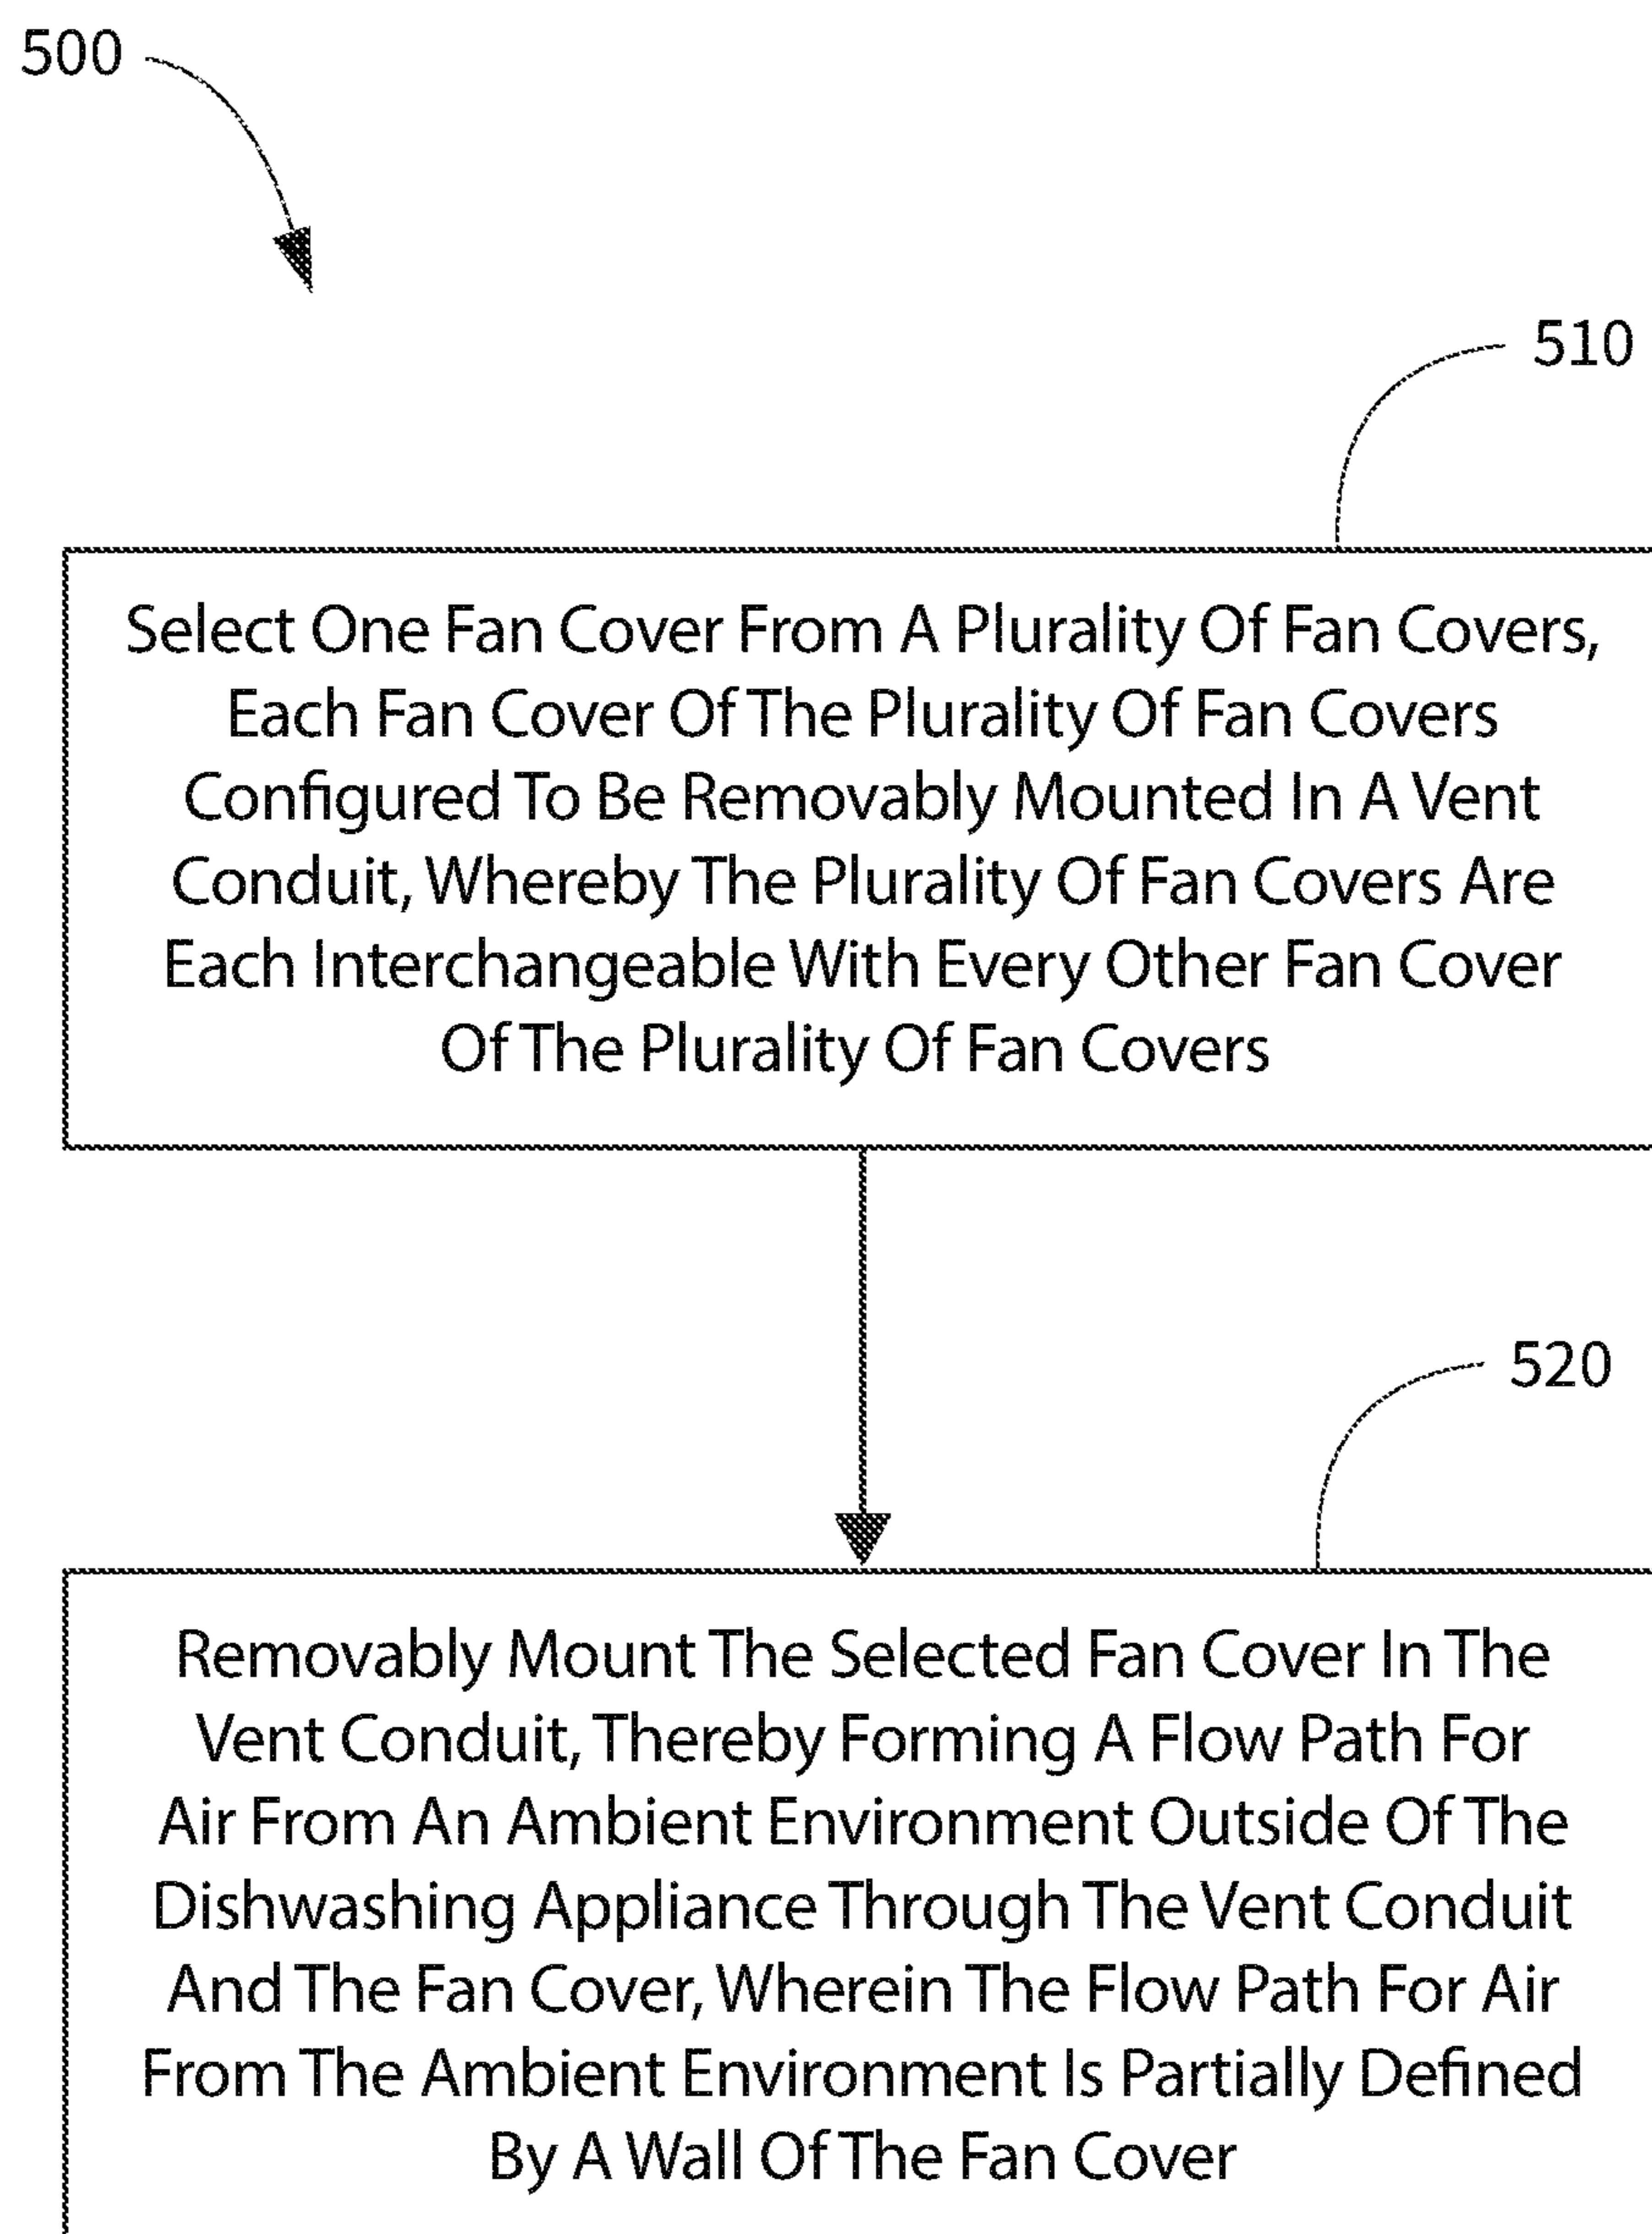 500
510
Select One Fan Cover From A Plurality Of Fan Covers,
Each Fan Cover Of The Plurality Of Fan Covers
Configured To Be Removably Mounted In A Vent
Conduit, Whereby The Plurality Of Fan Covers Are
Each Interchangeable With Every Other Fan Cover
Of The Plurality Of Fan Covers
520
Removably Mount The Selected Fan Cover In The
Vent Conduit, Thereby Forming A Flow Path For
Air From An Ambient Environment Outside Of The
Dishwashing Appliance Through The Vent Conduit
And The Fan Cover, Wherein The Flow Path For Air
From The Ambient Environment Is Partially Defined
By A Wall Of The Fan Cover